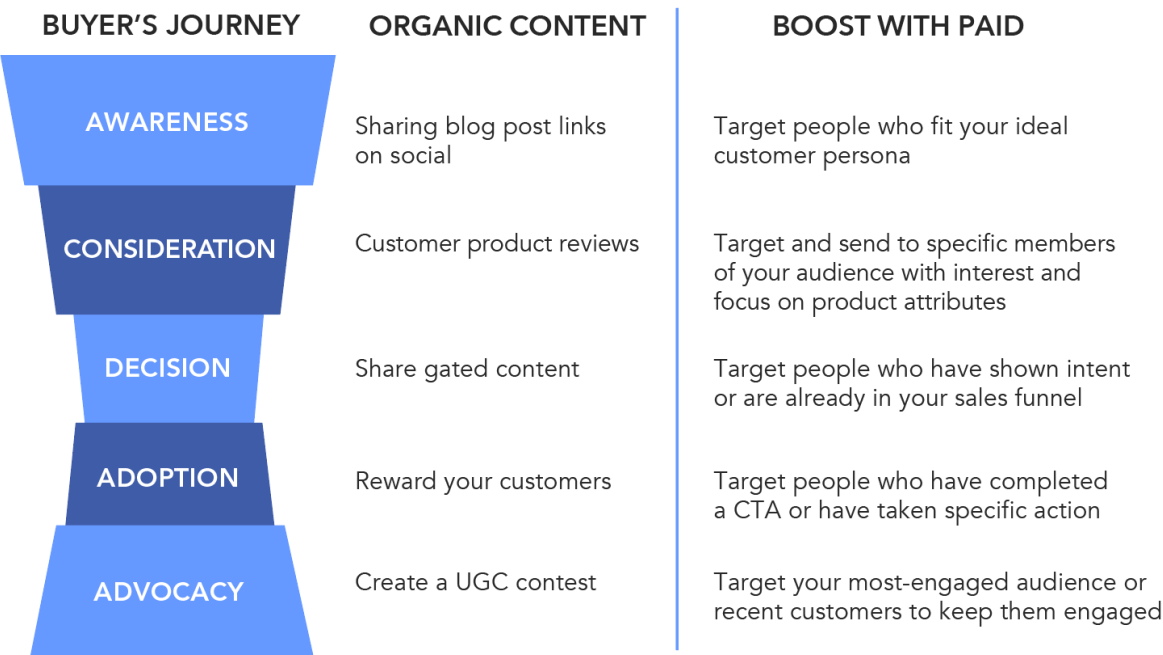 BUYER’S JOURNEY
ORGANIC CONTENT
BOOST WITH PAID
AWARENESS
Sharing blog post links
on social
Target people who fit your ideal
customer persona
CONSIDERATION
Customer product reviews
Target and send to specific members
of your audience with interest and
focus on product attributes
DECISION
Share gated content
Target people who have shown intent
or are already in your sales funnel
ADOPTION
Reward your customers
Target people who have completed
a CTA or have taken specific action
ADVOCACY
Create a UGC contest
Target your most-engaged audience or
recent customers to keep them engaged